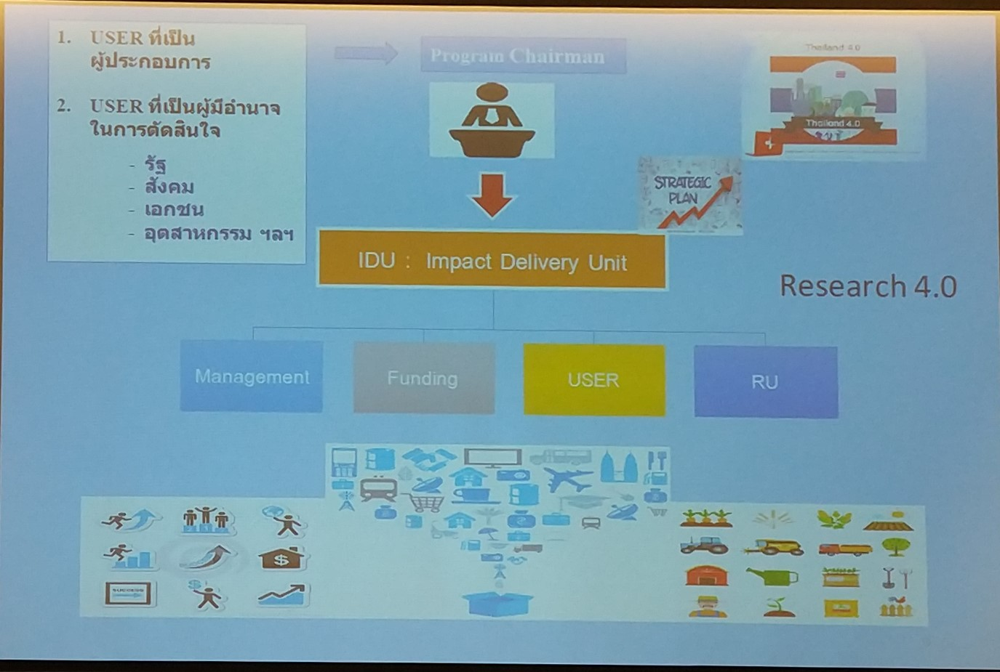 1. USER ที่เป็น
ผู้ประกอบการ
2. USER ที่เป็นผู้มีอำนาจ
ในการตัดสินใจ
- รัฐ
- สังคม
- เอกชน
- อุตสาหกรรม ฯลฯ
Program Chairman
Thailand 4.0
Thailand 4.0
STRATEGIC
PLAN
IDU : Impact Delivery Unit
Research 4.0
Management
Funding
USER
RU
$
SUCCESS
$